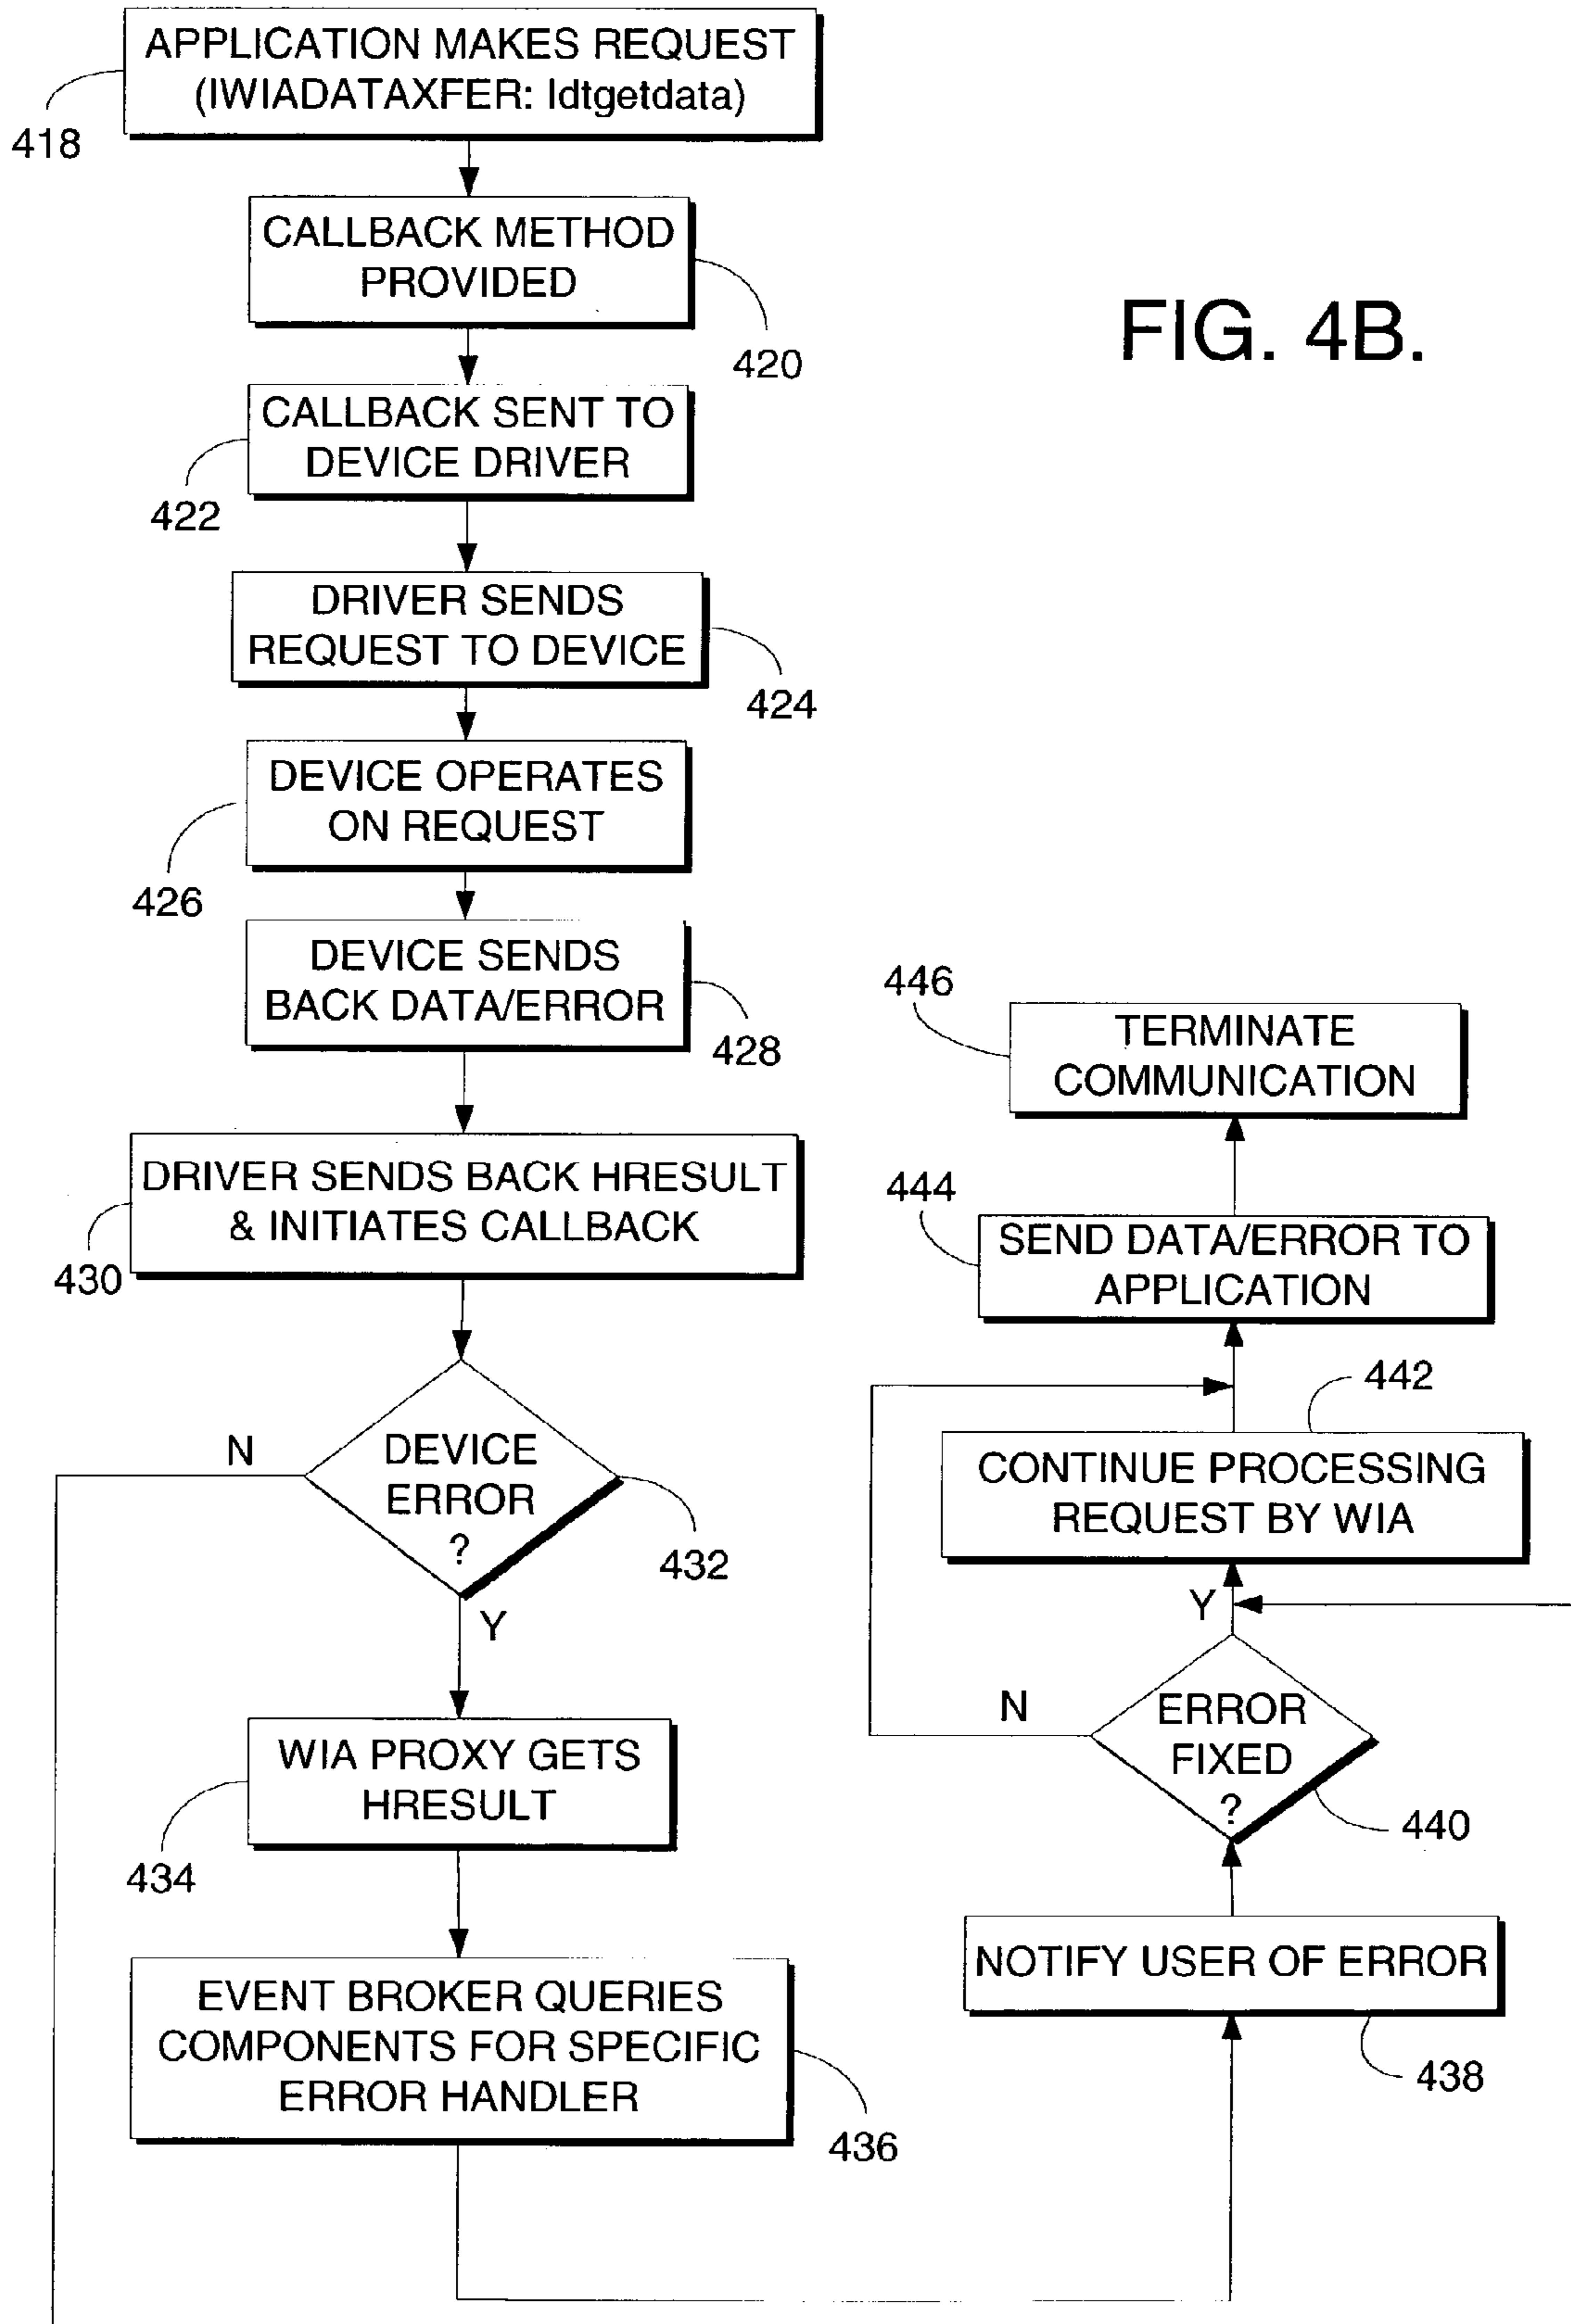 APPLICATION MAKES REQUEST
(IWIADATAXFER: Idtgetdata)
418
CALLBACK METHOD
PROVIDED
420
FIG. 4B.
CALLBACK SENT TO
DEVICE DRIVER
422
DRIVER SENDS
REQUEST TO DEVICE
424
DEVICE OPERATES
ON REQUEST
426
DEVICE SENDS
BACK DATA/ERROR
428
DRIVER SENDS BACK HRESULT
& INITIATES CALLBACK
430
N
DEVICE
ERROR
?
432
Y
WIA PROXY GETS
HRESULT
434
EVENT BROKER QUERIES
COMPONENTS FOR SPECIFIC
ERROR HANDLER
436
446
TERMINATE
COMMUNICATION
444
SEND DATA/ERROR TO
APPLICATION
442
CONTINUE PROCESSING
REQUEST BY WIA
Y
N
ERROR
FIXED
?
440
NOTIFY USER OF ERROR
438